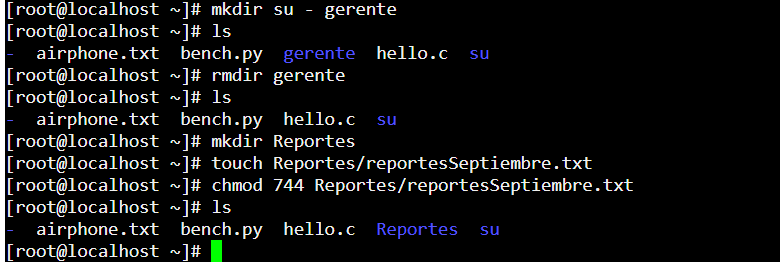 [root@localhost ~]# mkdir su - gerente
[root@localhost ~]# ls
-  airphone.txt  bench.py  gerente  hello.c  su
[root@localhost ~]# rmdir gerente
[root@localhost ~]# ls
-  airphone.txt  bench.py  hello.c  su
[root@localhost ~]# mkdir Reportes
[root@localhost ~]# touch Reportes/reportesSeptiembre.txt
[root@localhost ~]# chmod 744 Reportes/reportesSeptiembre.txt
[root@localhost ~]# ls
-  airphone.txt  bench.py  hello.c  Reportes  su
[root@localhost ~]#